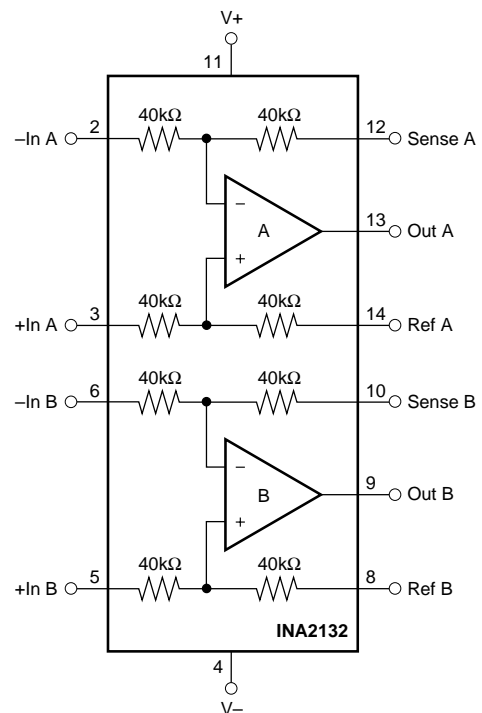 V+
11
40kΩ 40kΩ
–In A 2 12 Sense A
–
A
13 Out A
+
40kΩ 40kΩ
+In A 3 14 Ref A
40kΩ 40kΩ
–In B 6 10 Sense B
–
B
9 Out B
+
40kΩ 40kΩ
+In B 5 8 Ref B
INA2132
4
V–